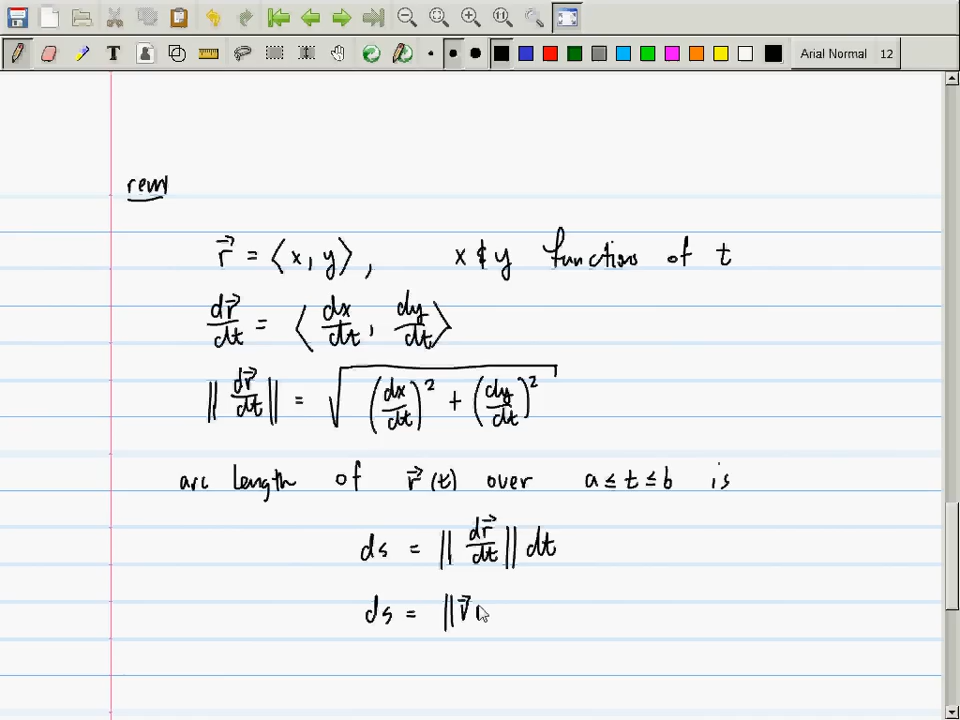 Arial Normal 12
rem
r⃗ = ⟨x, y⟩, x & y function of t
dr⃗/dt = ⟨dx/dt, dy/dt⟩
‖dr⃗/dt‖ = √((dx/dt)² + (dy/dt)²)
arc length of r⃗(t) over a ≤ t ≤ b is
ds = ‖dr⃗/dt‖ dt
ds = ‖v⃗